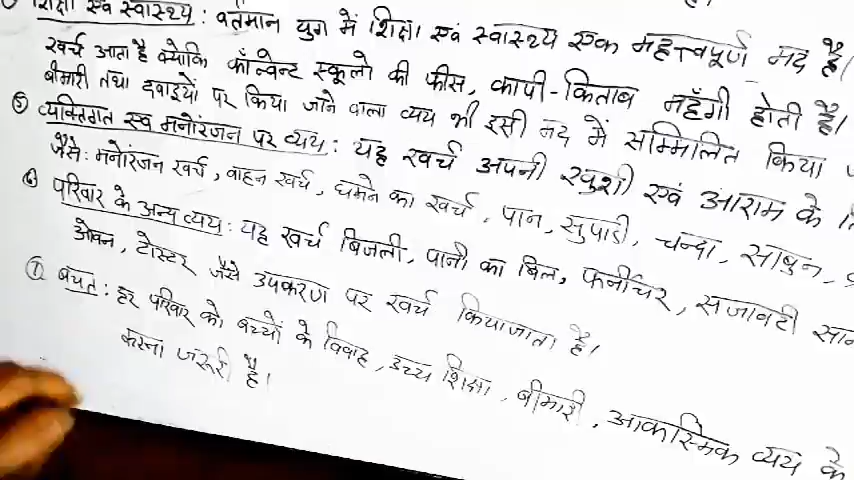 शिक्षा एवं स्वास्थ्य : वर्तमान युग में शिक्षा एवं स्वास्थ्य एक महत्त्वपूर्ण मद है।
खर्च आता है क्योंकि कॉन्वेन्ट स्कूलो की फीस, कापी-किताब महँगी होती है।
बीमारी तथा दवाइयों पर किया जाने वाला व्यय भी इसी मद में सम्मिलित किया
⑤ व्यक्तिगत एवं मनोरंजन पर व्यय : यह खर्च अपनी खुशी एवं आराम के
जैसे : मनोरंजन खर्च, वाहन खर्च, घूमने का खर्च, पान, सुपाड़ी, चन्दा, साबुन,
⑥ परिवार के अन्य व्यय : यह खर्च बिजली, पानी का बिल, फर्नीचर, सजावटी
ओवन, टोस्टर जैसे उपकरण पर खर्च किया जाता है।
⑦ बचत : हर परिवार को बच्चों के विवाह, उच्च शिक्षा, बीमारी, आकस्मिक व्यय के
करना जरूरी है।